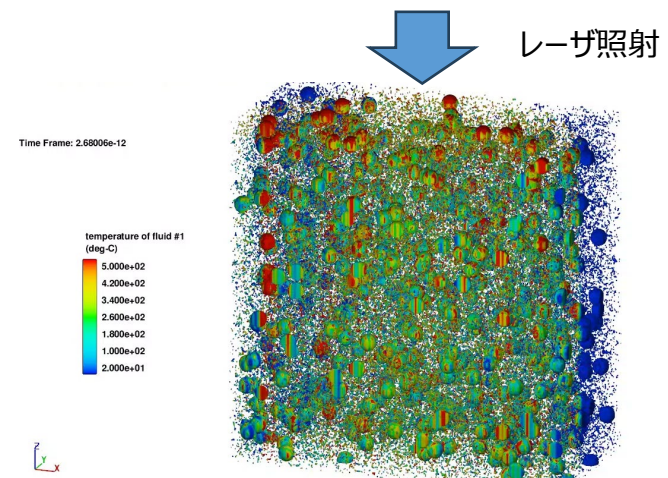 レーザ照射
Time Frame: 2.68006e-12
temperature of fluid #1
(deg-C)
5.000e+02
4.200e+02
3.400e+02
2.600e+02
1.800e+02
1.000e+02
2.000e+01
Z
Y
X